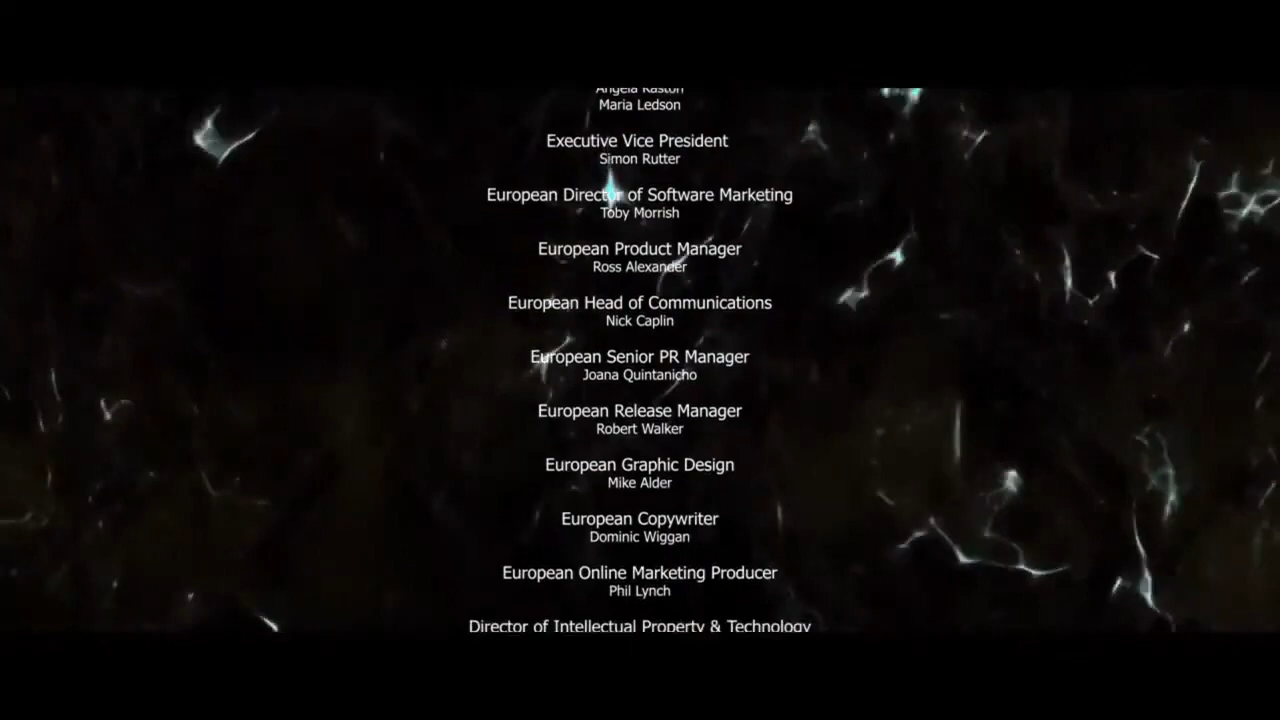 Angela Raston
Maria Ledson
Executive Vice President
Simon Rutter
European Director of Software Marketing
Toby Morrish
European Product Manager
Ross Alexander
European Head of Communications
Nick Caplin
European Senior PR Manager
Joana Quintanicho
European Release Manager
Robert Walker
European Graphic Design
Mike Alder
European Copywriter
Dominic Wiggan
European Online Marketing Producer
Phil Lynch
Director of Intellectual Property & Technology